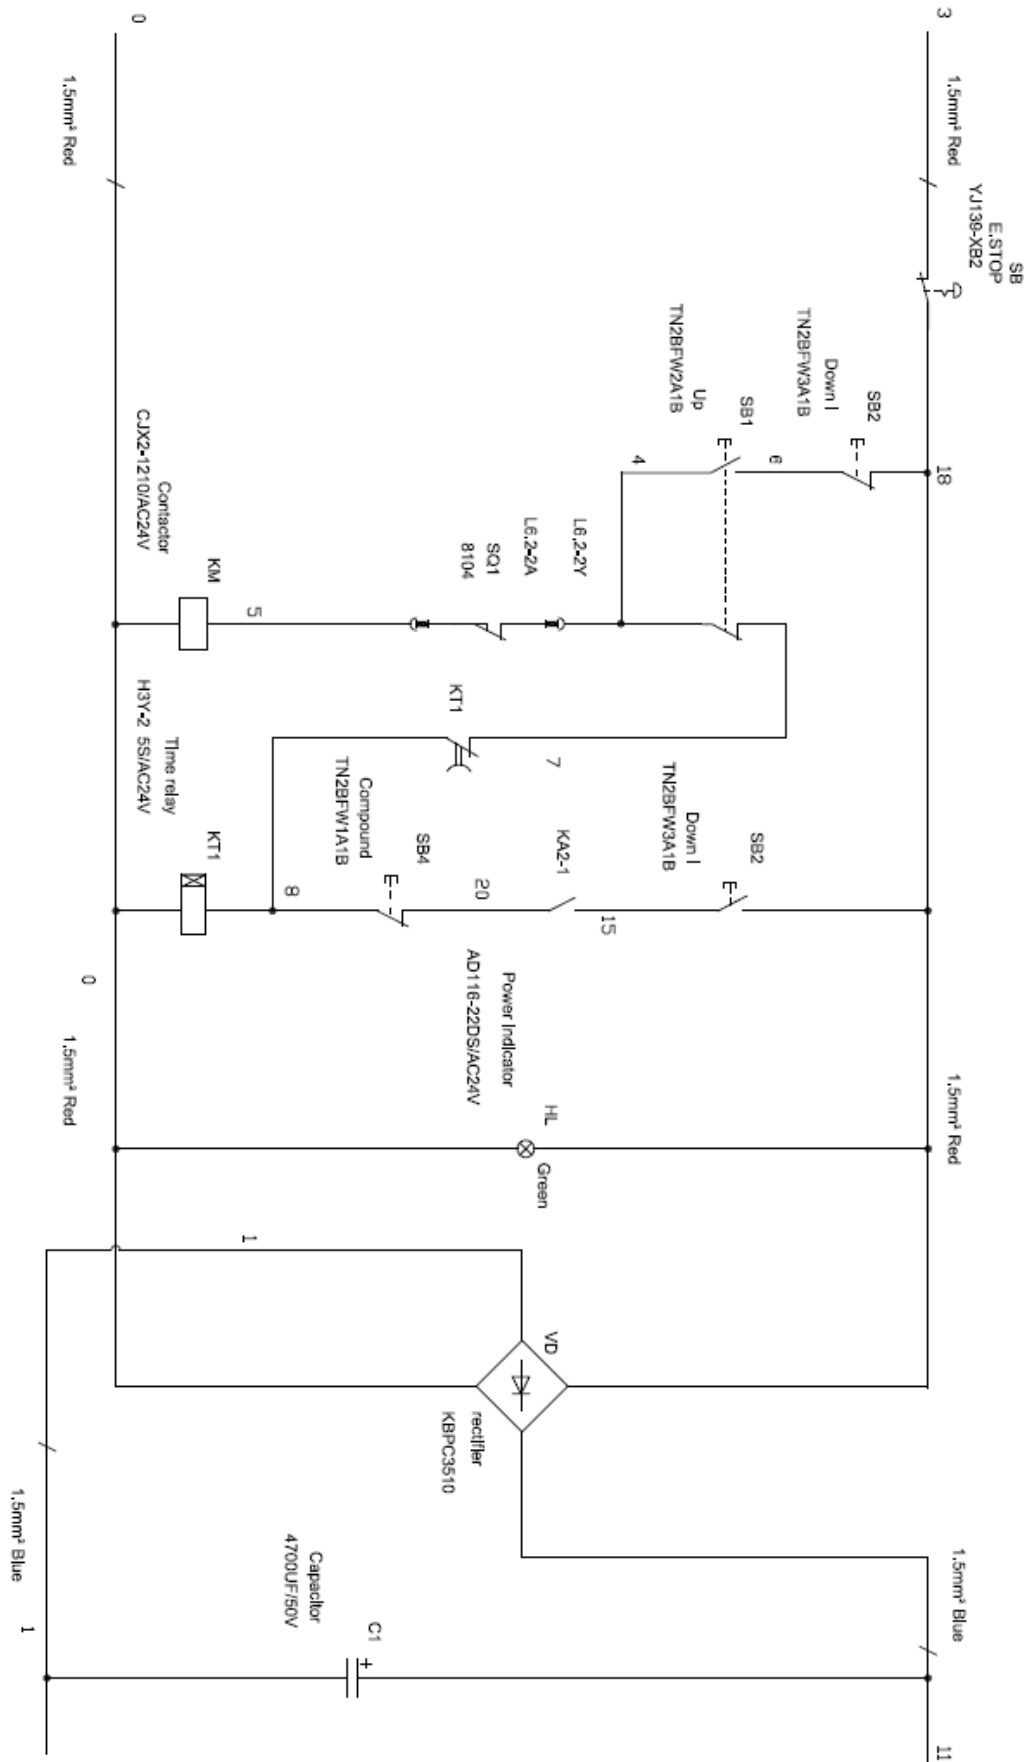 3
1.5mm² Red
SB
E.STOP
YJ139-XB2
18
1.5mm² Red
1.5mm² Blue
11
SB2
Down I
TN2BFW3A1B
6
SB1
Up
TN2BFW2A1B
4
L6.2-2Y
L6.2-2A
SQ1
8104
5
KM
Contactor
CJX2-1210/AC24V
KT1
7
SB2
Down I
TN2BFW3A1B
15
KA2-1
20
SB4
Compound
TN2BFW1A1B
8
KT1
Time relay
H3Y-2 5S/AC24V
HL
Green
Power Indicator
AD116-22DS/AC24V
1
VD
rectifier
KBPC3510
C1
+
Capacitor
4700UF/50V
0
1.5mm² Red
0
1.5mm² Red
1.5mm² Blue
1